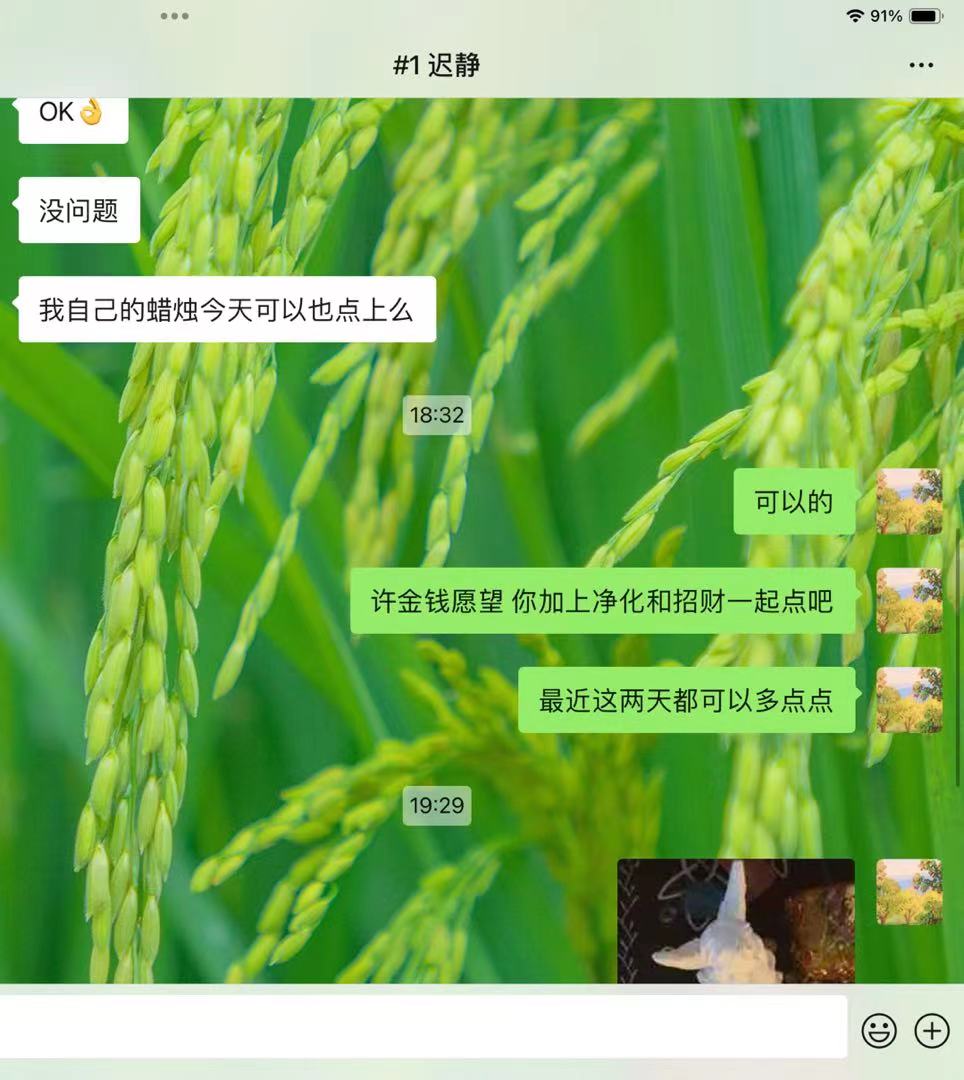 91%
#1 迟静
OK👌
没问题
我自己的蜡烛今天可以也点上么
18:32
可以的
许金钱愿望 你加上净化和招财一起点吧
最近这两天都可以多点点
19:29